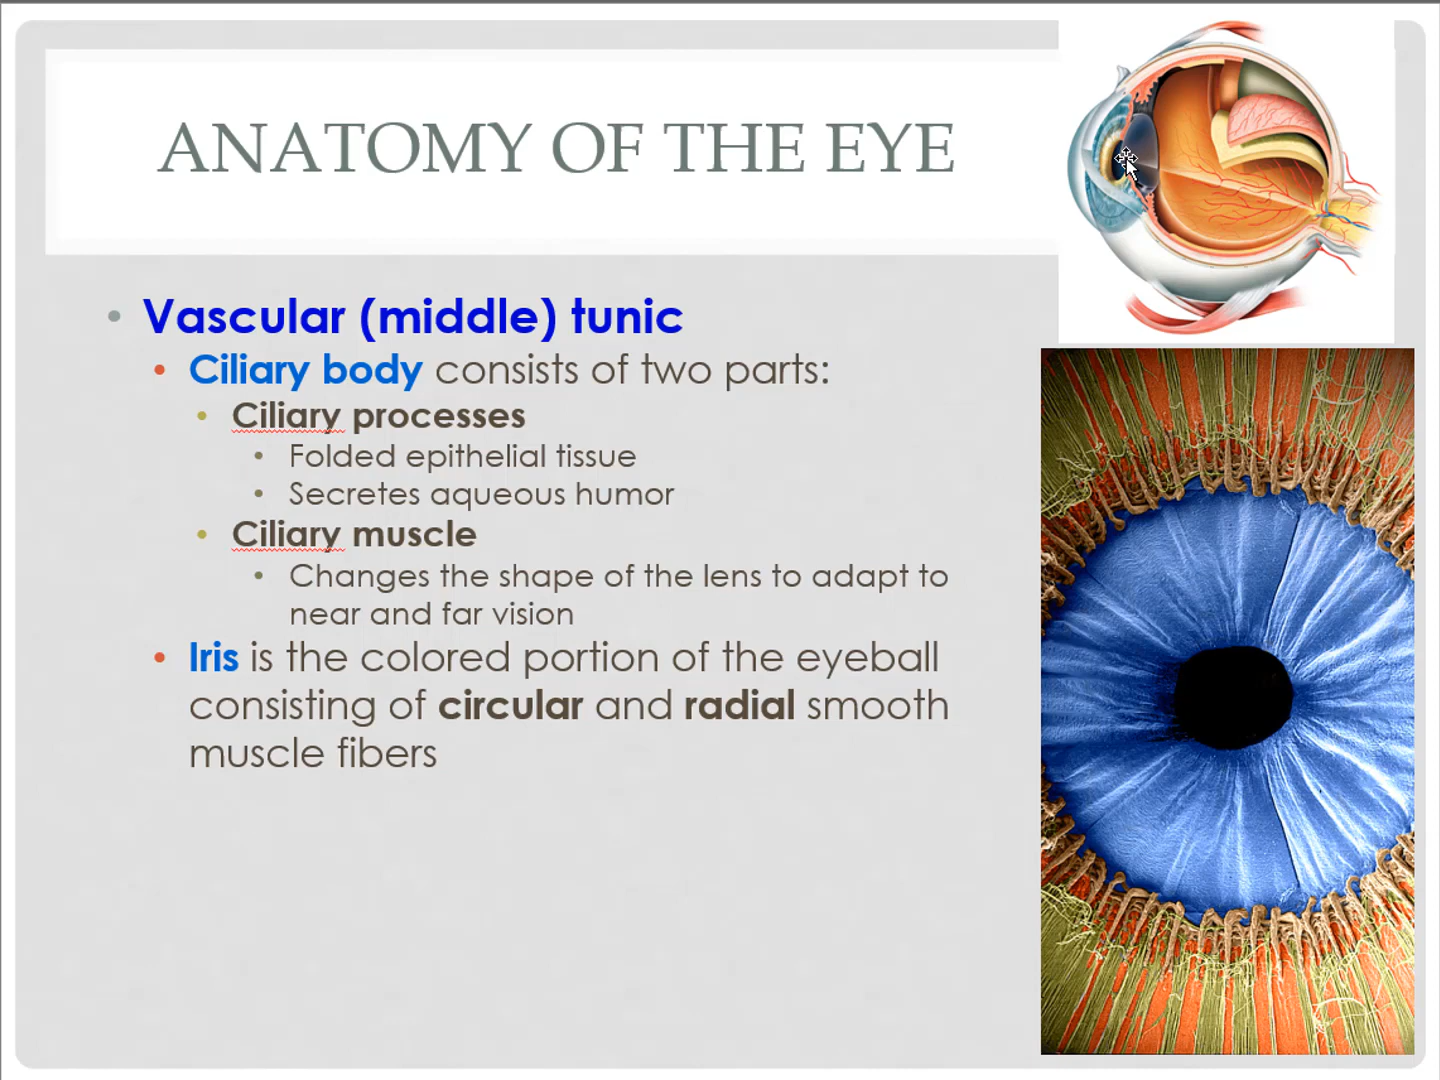 ANATOMY OF THE EYE
• Vascular (middle) tunic
• Ciliary body consists of two parts:
• Ciliary processes
• Folded epithelial tissue
• Secretes aqueous humor
• Ciliary muscle
• Changes the shape of the lens to adapt to
near and far vision
• Iris is the colored portion of the eyeball
consisting of circular and radial smooth
muscle fibers